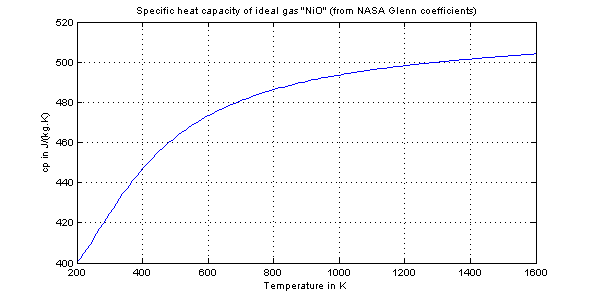 Specific heat capacity of ideal gas "NiO" (from NASA Glenn coefficients)
520
500
480
460
440
420
400
cp in J/(kg.K)
200 400 600 800 1000 1200 1400 1600
Temperature in K